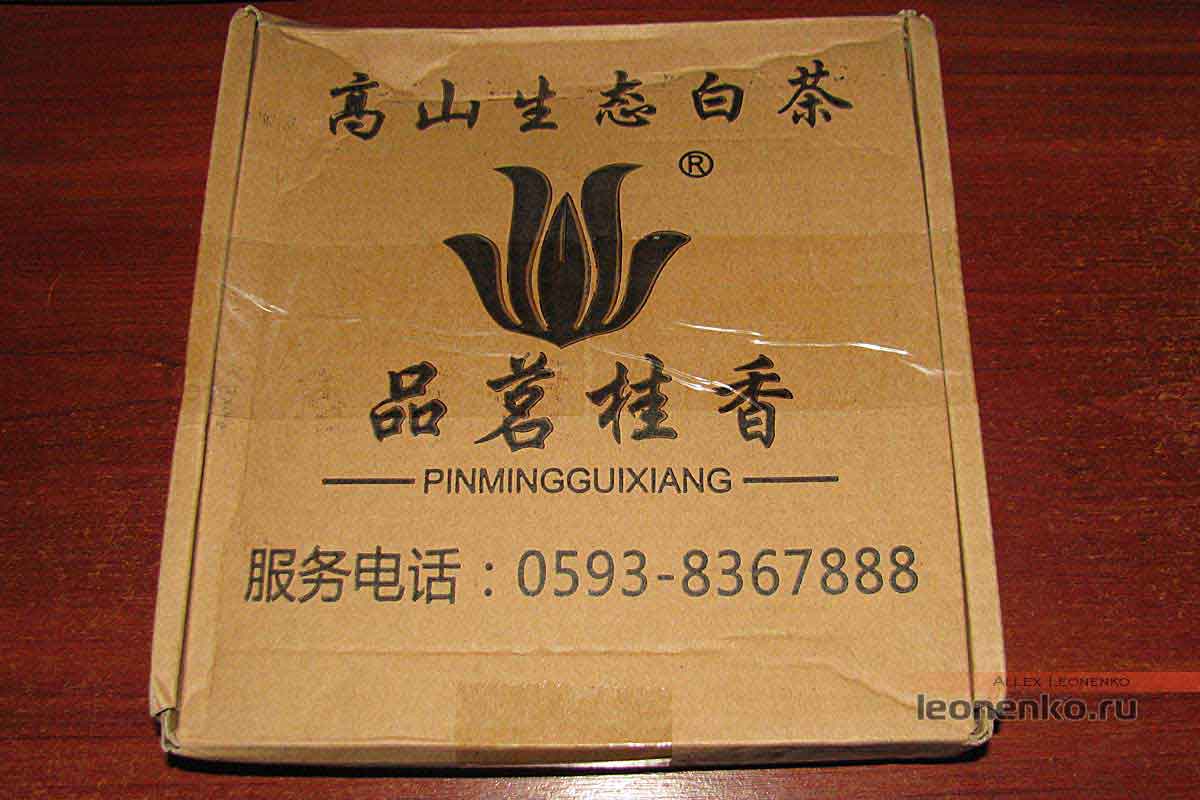 高山生态白茶
®
品茗桂香
PINMINGGUIXIANG
服务电话：0593-8367888
Allex Leonenko
leonenko.ru